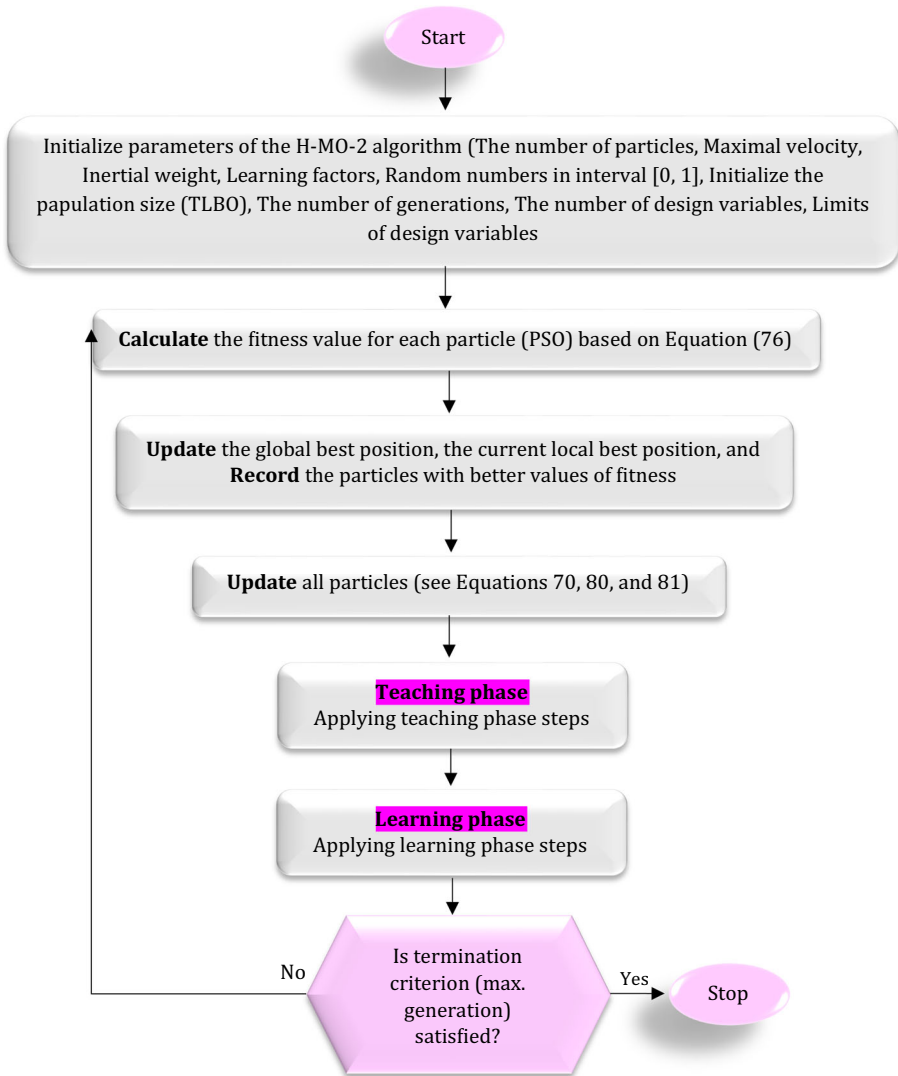 Start
Initialize parameters of the H-MO-2 algorithm (The number of particles, Maximal velocity,
Inertial weight, Learning factors, Random numbers in interval [0, 1], Initialize the
papulation size (TLBO), The number of generations, The number of design variables, Limits
of design variables
Calculate the fitness value for each particle (PSO) based on Equation (76)
Update the global best position, the current local best position, and
Record the particles with better values of fitness
Update all particles (see Equations 70, 80, and 81)
Teaching phase
Applying teaching phase steps
Learning phase
Applying learning phase steps
Is termination
criterion (max.
generation)
satisfied?
No
Yes
Stop